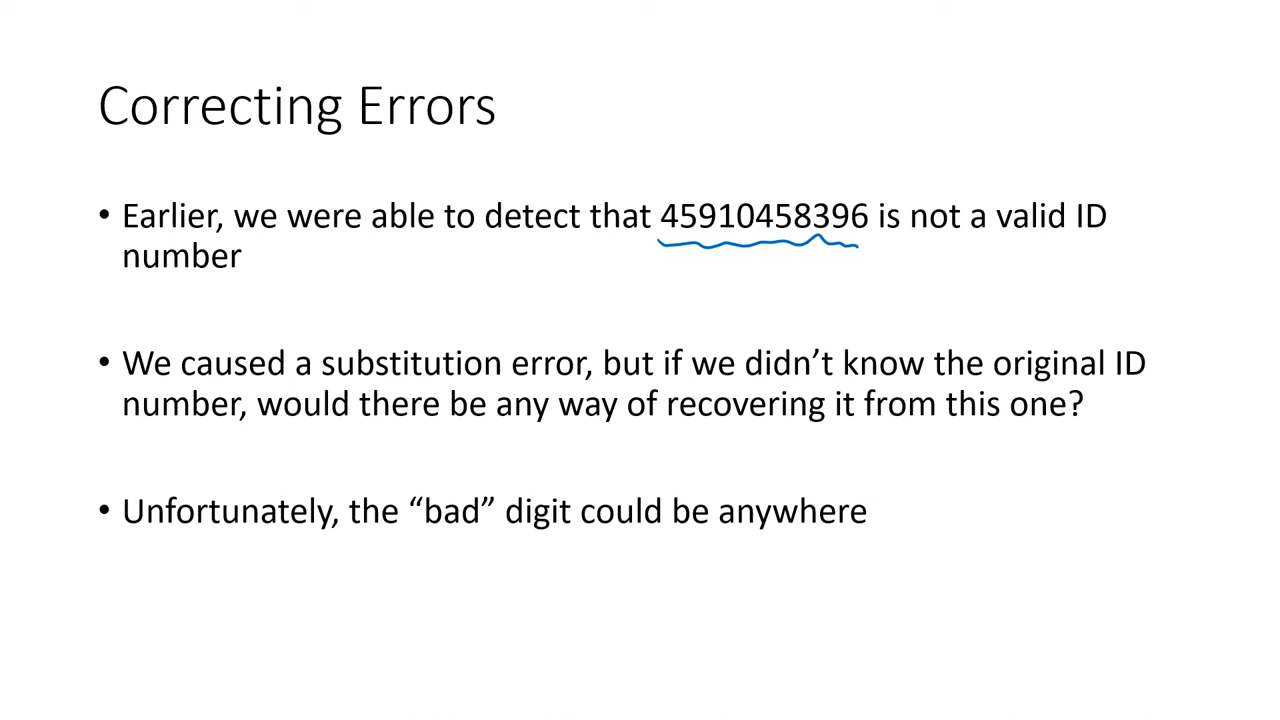 Correcting Errors
• Earlier, we were able to detect that 45910458396 is not a valid ID
number
• We caused a substitution error, but if we didn’t know the original ID
number, would there be any way of recovering it from this one?
• Unfortunately, the “bad” digit could be anywhere